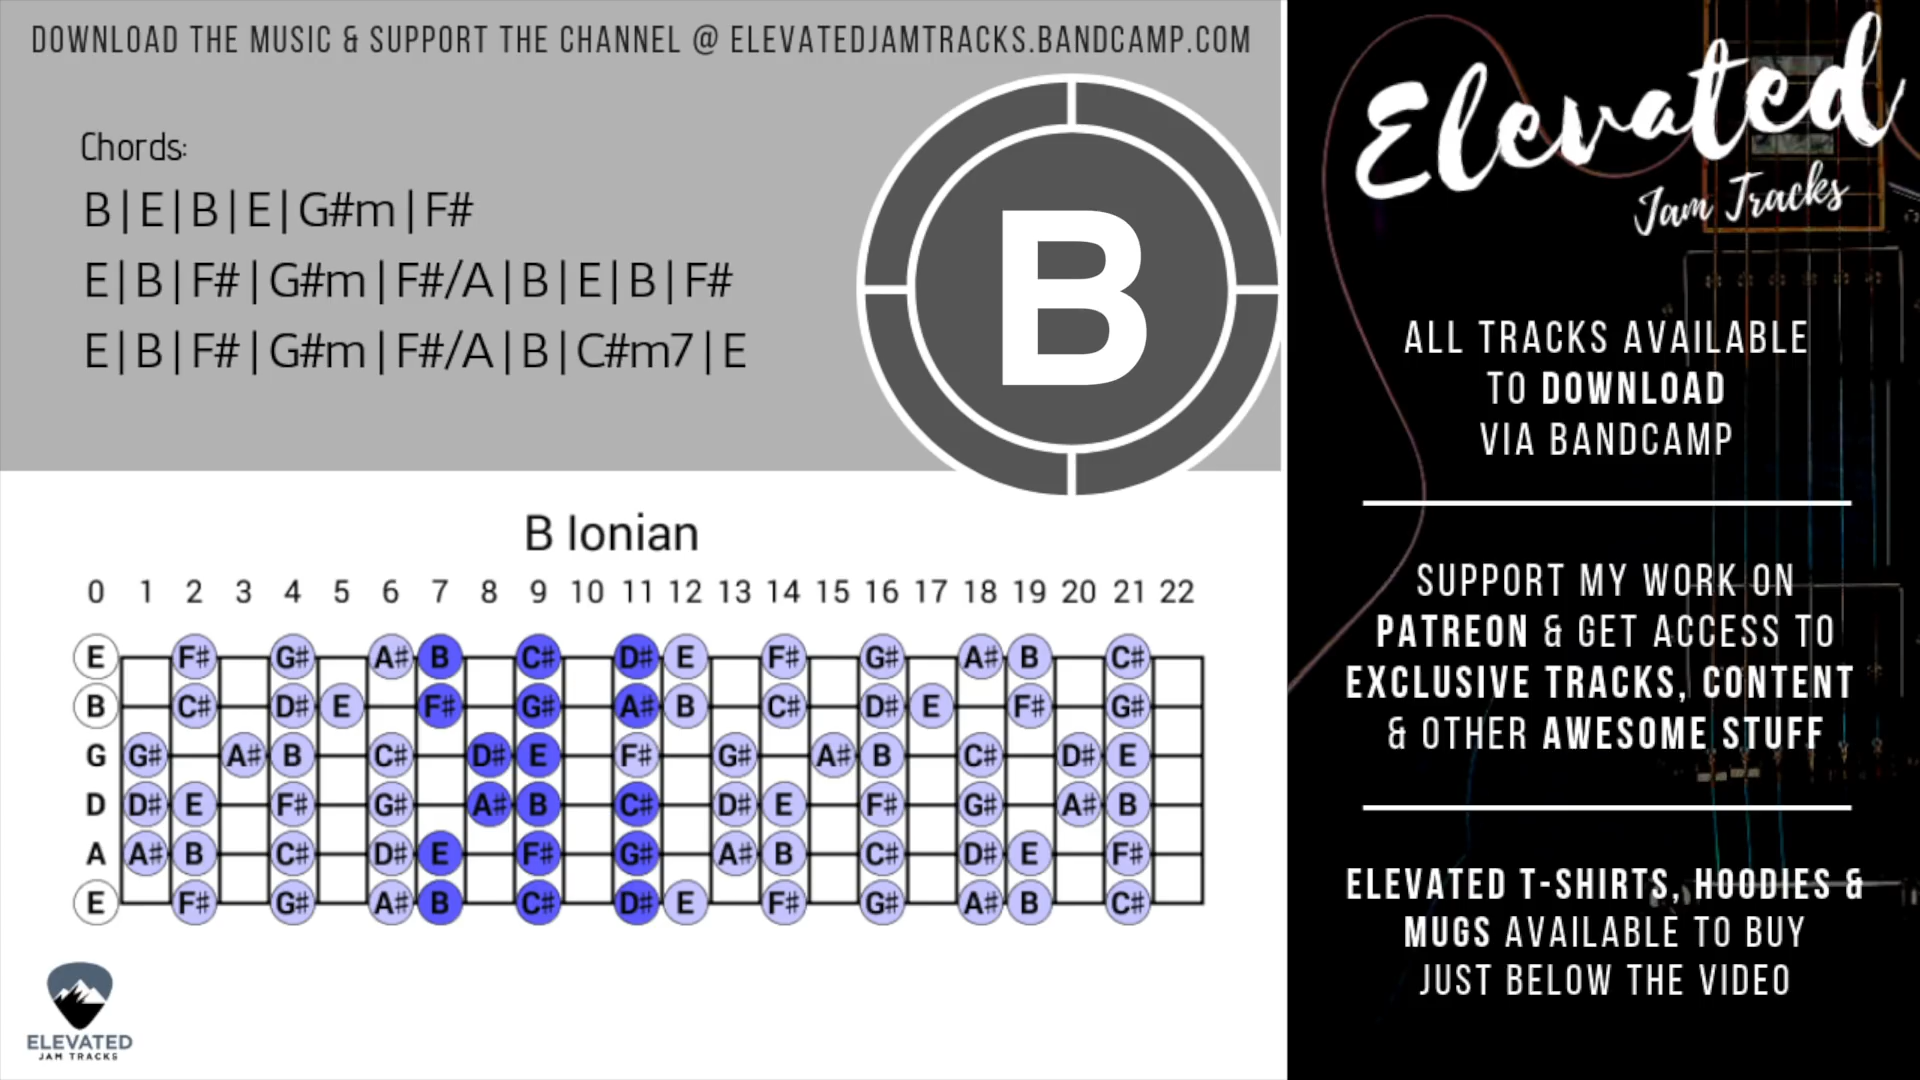 DOWNLOAD THE MUSIC & SUPPORT THE CHANNEL @ ELEVATEDJAMTRACKS.BANDCAMP.COM
Chords:
B|E|B|E|G#m|F#
E|B|F#|G#m|F#/A|B|E|B|F#
E|B|F#|G#m|F#/A|B|C#m7|E
B
B Ionian
0 1 2 3 4 5 6 7 8 9 10 11 12 13 14 15 16 17 18 19 20 21 22
E F♯ G♯ A♯ B C♯ D♯ E F♯ G♯ A♯ B C♯
B C♯ D♯ E F♯ G♯ A♯ B C♯ D♯ E F♯ G♯
G G♯ A♯ B C♯ D♯ E F♯ G♯ A♯ B C♯ D♯ E
D D♯ E F♯ G♯ A♯ B C♯ D♯ E F♯ G♯ A♯ B
A A♯ B C♯ D♯ E F♯ G♯ A♯ B C♯ D♯ E F♯
E F♯ G♯ A♯ B C♯ D♯ E F♯ G♯ A♯ B C♯
ELEVATED
JAM TRACKS
Elevated
Jam Tracks
ALL TRACKS AVAILABLE
TO DOWNLOAD
VIA BANDCAMP
SUPPORT MY WORK ON
PATREON & GET ACCESS TO
EXCLUSIVE TRACKS, CONTENT
& OTHER AWESOME STUFF
ELEVATED T-SHIRTS, HOODIES &
MUGS AVAILABLE TO BUY
JUST BELOW THE VIDEO